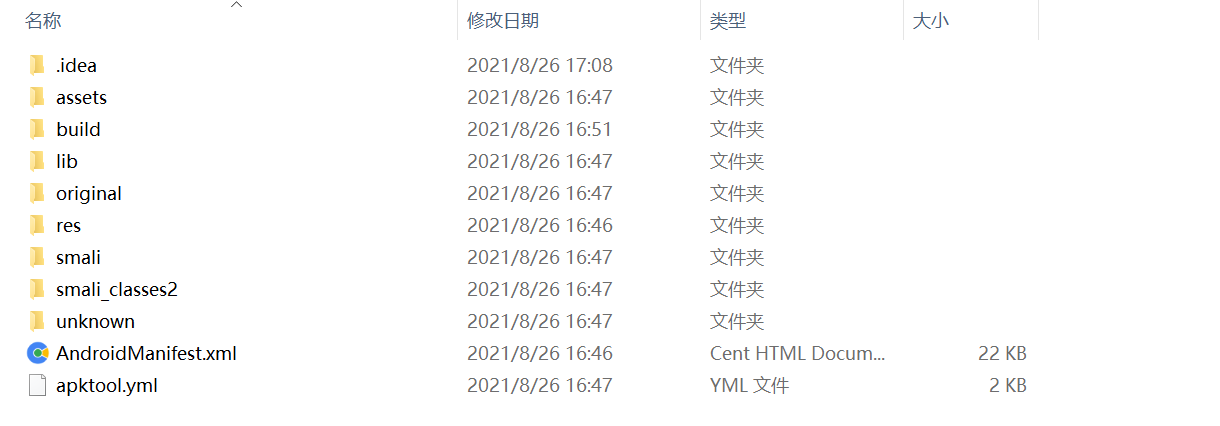 名称 修改日期 类型 大小
.idea 2021/8/26 17:08 文件夹
assets 2021/8/26 16:47 文件夹
build 2021/8/26 16:51 文件夹
lib 2021/8/26 16:47 文件夹
original 2021/8/26 16:47 文件夹
res 2021/8/26 16:46 文件夹
smali 2021/8/26 16:47 文件夹
smali_classes2 2021/8/26 16:47 文件夹
unknown 2021/8/26 16:47 文件夹
AndroidManifest.xml 2021/8/26 16:46 Cent HTML Docum... 22 KB
apktool.yml 2021/8/26 16:47 YML 文件 2 KB